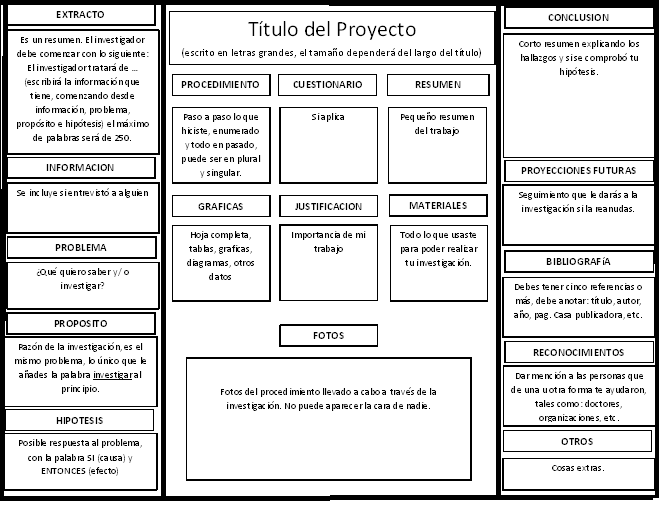 EXTRACTO
Es un resumen. El investigador
debe comenzar con lo siguiente:
El investigador tratará de ...
(escribirá la información que
tiene, comenzando desde
información, problema,
propósito e hipótesis) el máximo
de palabras será de 250.
INFORMACION
Se incluye si entrevistó a alguien
PROBLEMA
¿Qué quiero saber y/ o
investigar?
PROPOSITO
Razón de la investigación, es el
mismo problema, lo único que le
añades la palabra investigar al
principio.
HIPOTESIS
Posible respuesta al problema,
con la palabra SI (causa) y
ENTONCES (efecto)
Título del Proyecto
(escrito en letras grandes, el tamaño dependerá del largo del título)
PROCEDIMIENTO
Paso a paso lo que
hiciste, enumerado
y todo en pasado,
puede ser en plural
y singular.
CUESTIONARIO
Si aplica
RESUMEN
Pequeño resumen
del trabajo
GRAFICAS
Hoja completa,
tablas, graficas,
diagramas, otros
datos
JUSTIFICACION
Importancia de mi
trabajo
MATERIALES
Todo lo que usaste
para poder realizar
tu investigación.
FOTOS
Fotos del procedimiento llevado a cabo a través de la
investigación. No puede aparecer la cara de nadie.
CONCLUSION
Corto resumen explicando los
hallazgos y si se comprobó tu
hipótesis.
PROYECCIONES FUTURAS
Seguimiento que le darás a la
investigación si la reanudas.
BIBLIOGRAFíA
Debes tener cinco referencias o
más, debe anotar: título, autor,
año, pag. Casa publicadora, etc.
RECONOCIMIENTOS
Dar mención a las personas que
de una u otra forma te ayudaron,
tales como: doctores,
organizaciones, etc.
OTROS
Cosas extras.